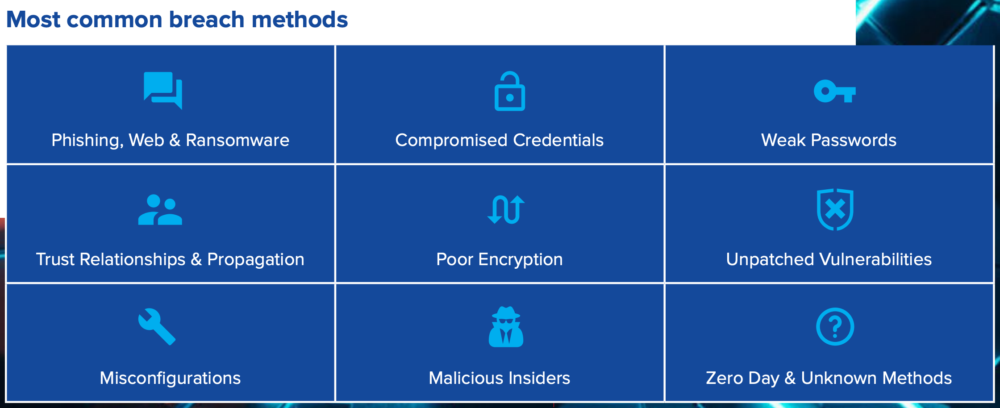 Most common breach methods
Phishing, Web & Ransomware
Compromised Credentials
Weak Passwords
Trust Relationships & Propagation
Poor Encryption
Unpatched Vulnerabilities
Misconfigurations
Malicious Insiders
Zero Day & Unknown Methods